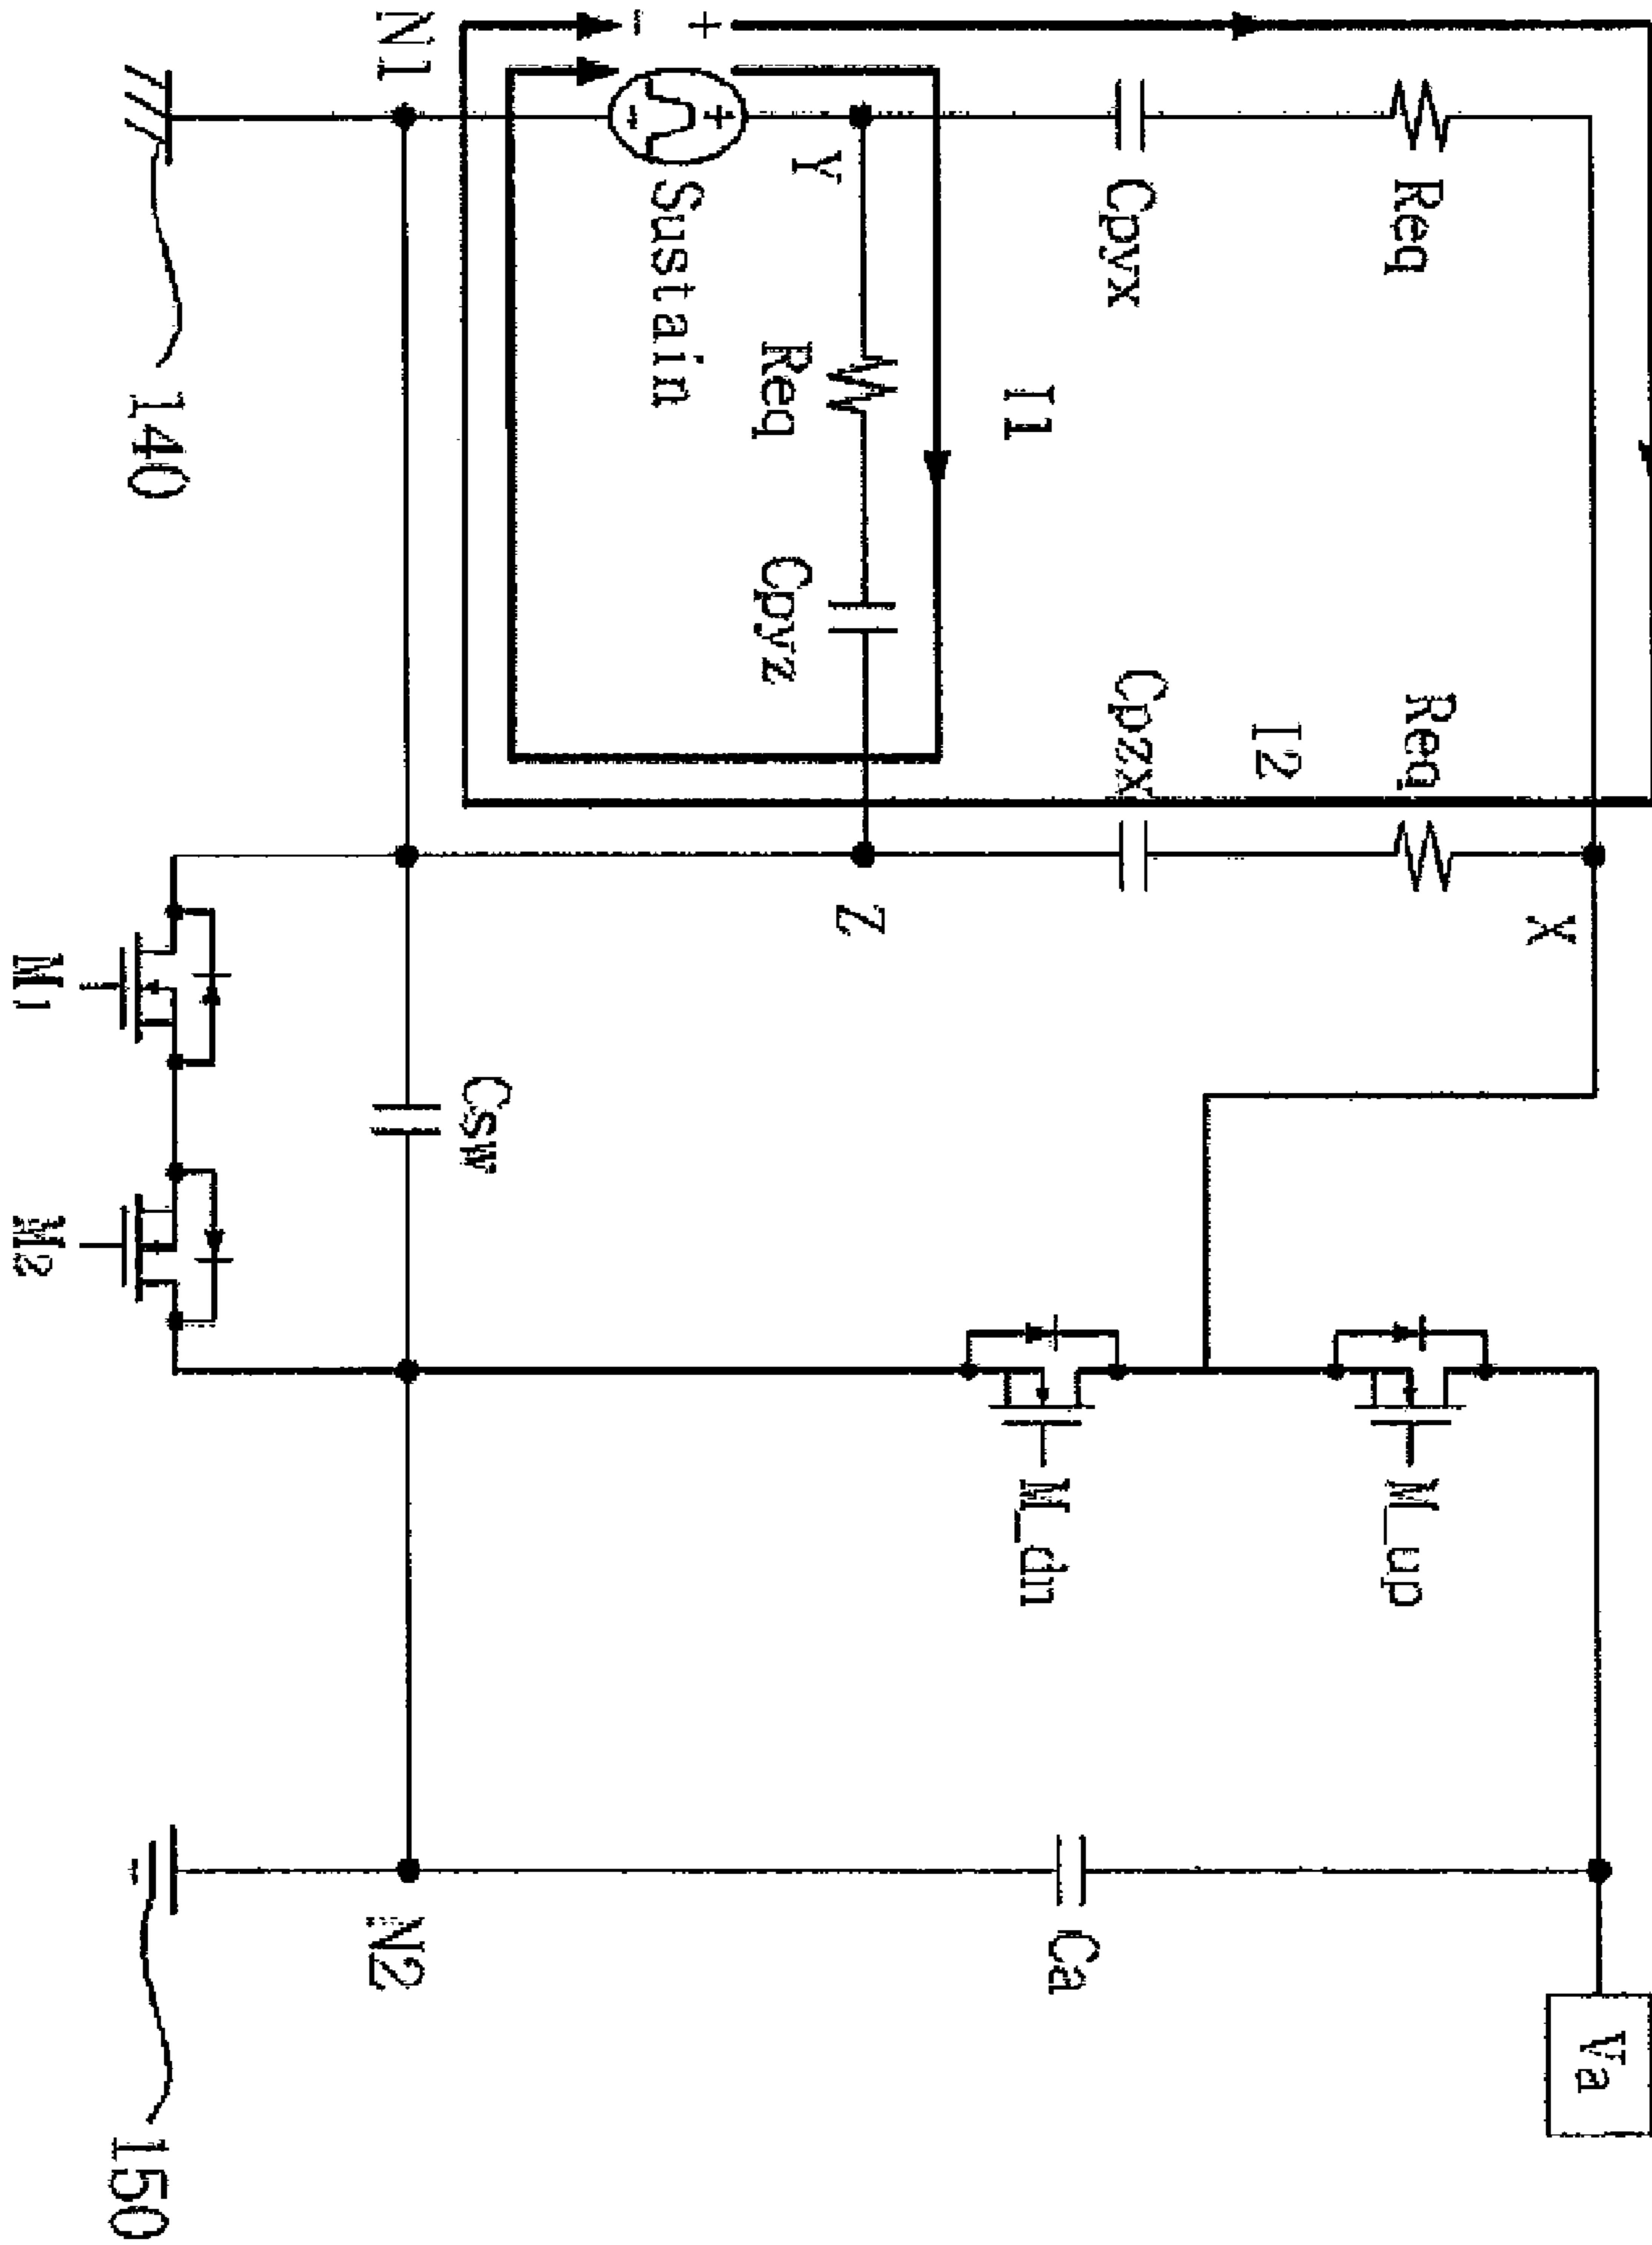 Req
Req
X
Va
Cpyx
I2
Cpzx
M_up
I1
Y
Z
M_dn
Ca
Req
Cpyz
+
-
+
-
Sustain
Csw
N1
N2
M1
M2
140
150